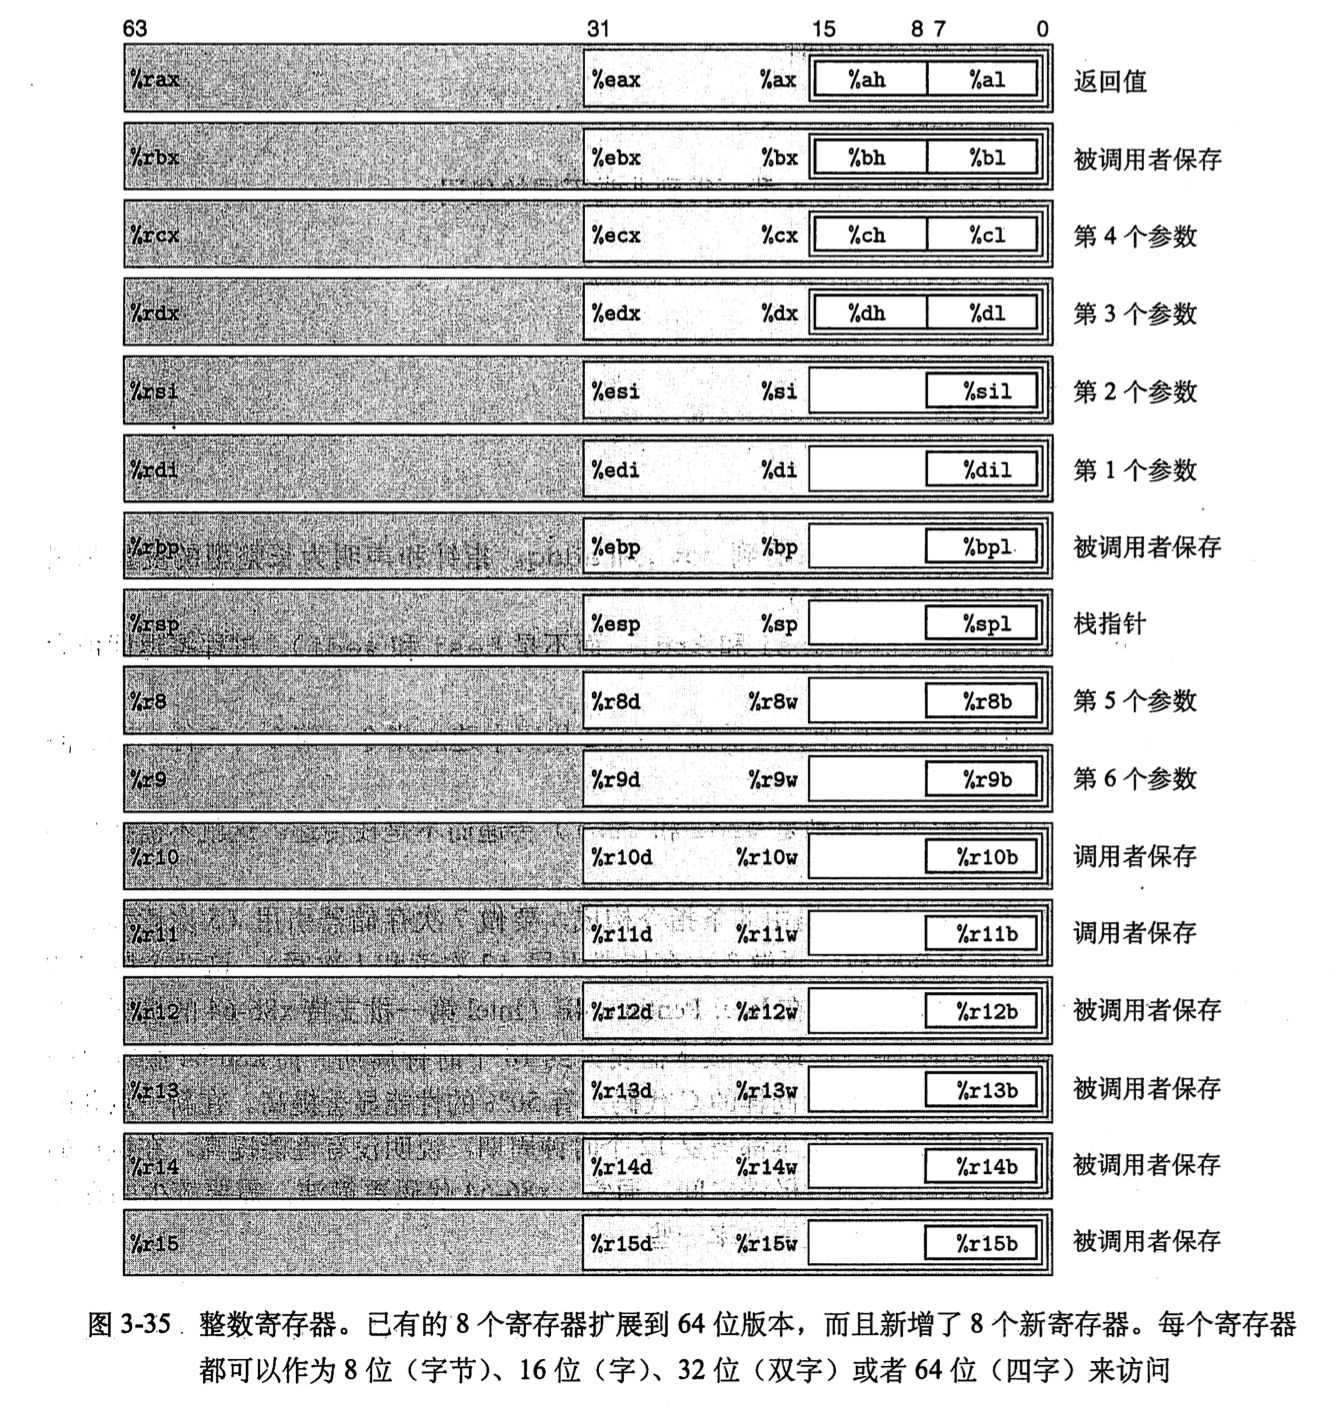 63 31 15 8 7 0
%rax %eax %ax %ah %al 返回值
%rbx %ebx %bx %bh %bl 被调用者保存
%rcx %ecx %cx %ch %cl 第 4 个参数
%rdx %edx %dx %dh %dl 第 3 个参数
%rsi %esi %si %sil 第 2 个参数
%rdi %edi %di %dil 第 1 个参数
%rbp %ebp %bp %bpl 被调用者保存
%rsp %esp %sp %spl 栈指针
%r8 %r8d %r8w %r8b 第 5 个参数
%r9 %r9d %r9w %r9b 第 6 个参数
%r10 %r10d %r10w %r10b 调用者保存
%r11 %r11d %r11w %r11b 调用者保存
%r12 %r12d %r12w %r12b 被调用者保存
%r13 %r13d %r13w %r13b 被调用者保存
%r14 %r14d %r14w %r14b 被调用者保存
%r15 %r15d %r15w %r15b 被调用者保存
图 3-35 整数寄存器。已有的 8 个寄存器扩展到 64 位版本，而且新增了 8 个新寄存器。每个寄存器
都可以作为 8 位（字节）、16 位（字）、32 位（双字）或者 64 位（四字）来访问